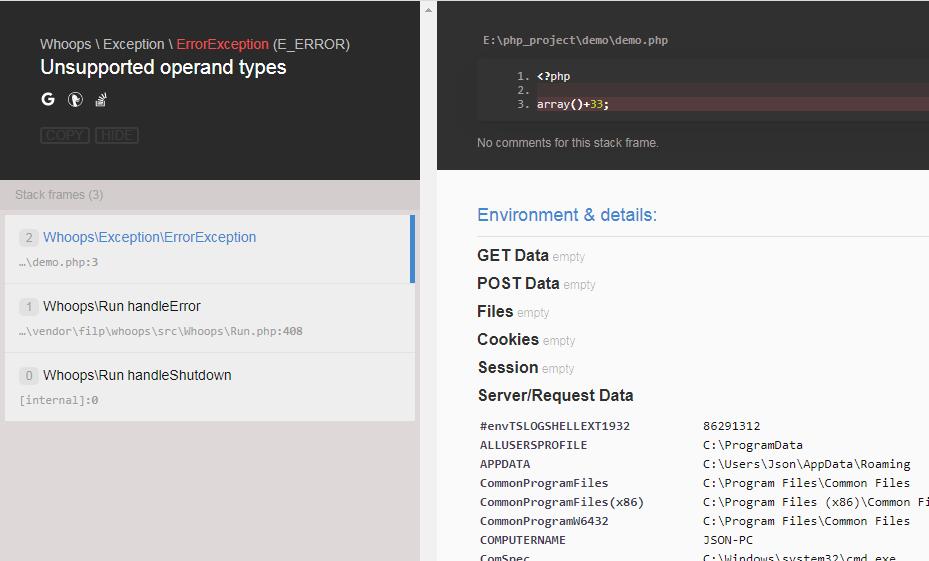 Whoops \ Exception \ ErrorException (E_ERROR)
Unsupported operand types
COPY HIDE
Stack frames (3)
2 Whoops\Exception\ErrorException
…\demo.php:3
1 Whoops\Run handleError
…\vendor\filp\whoops\src\Whoops\Run.php:408
0 Whoops\Run handleShutdown
[internal]:0
E:\php_project\demo\demo.php
1. <?php
2.
3. array()+33;
No comments for this stack frame.
Environment & details:
GET Data empty
POST Data empty
Files empty
Cookies empty
Session empty
Server/Request Data
#envTSLOGSHELLEXT1932 86291312
ALLUSERSPROFILE C:\ProgramData
APPDATA C:\Users\Json\AppData\Roaming
CommonProgramFiles C:\Program Files\Common Files
CommonProgramFiles(x86) C:\Program Files (x86)\Common Fi
CommonProgramW6432 C:\Program Files\Common Files
COMPUTERNAME JSON-PC
ComSpec C:\Windows\system32\cmd.exe